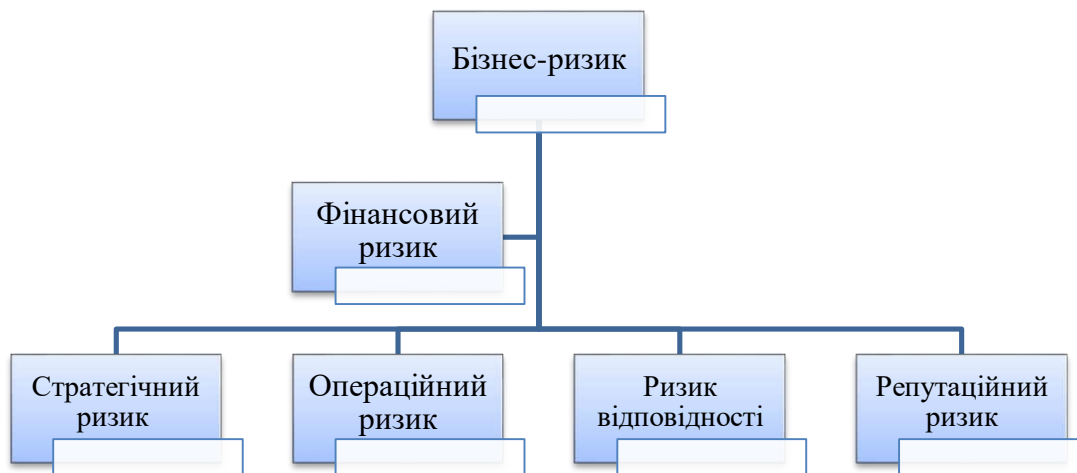 Бізнес-ризик
Фінансовий
ризик
Стратегічний
ризик
Операційний
ризик
Ризик
відповідності
Репутаційний
ризик